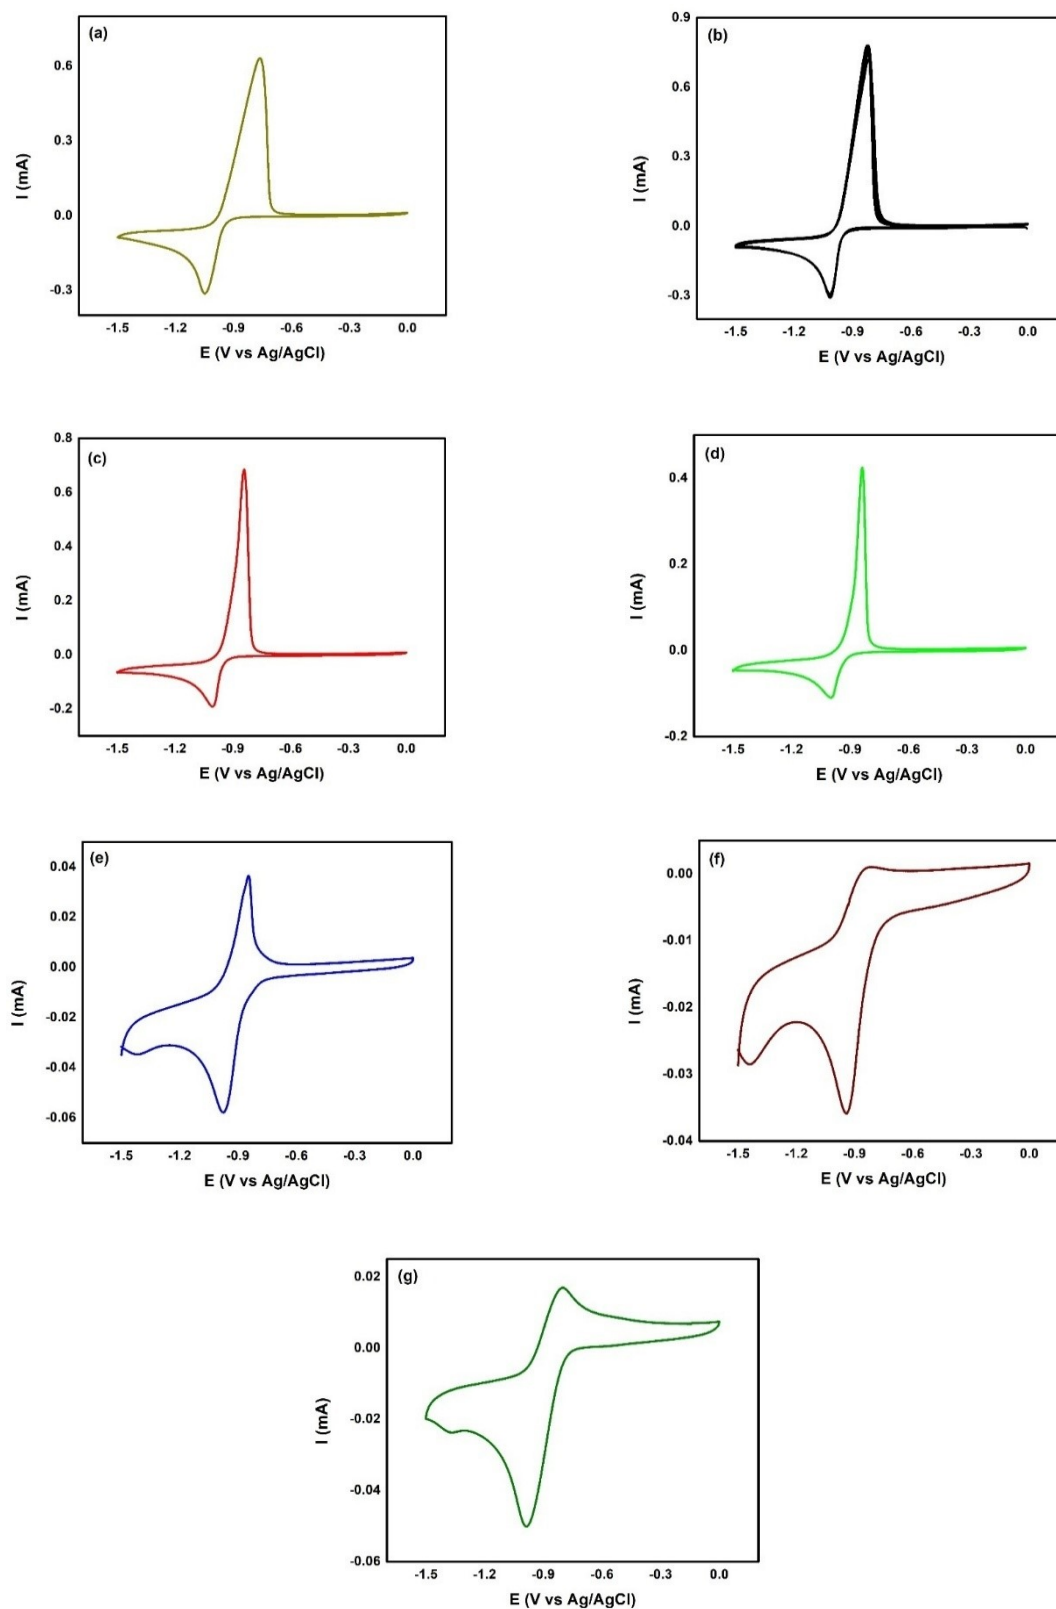 (a)
0.6
0.3
0.0
-0.3
I (mA)
-1.5 -1.2 -0.9 -0.6 -0.3 0.0
E (V vs Ag/AgCl)
(b)
0.9
0.6
0.3
0.0
-0.3
I (mA)
-1.5 -1.2 -0.9 -0.6 -0.3 0.0
E (V vs Ag/AgCl)
(c)
0.8
0.6
0.4
0.2
0.0
-0.2
I (mA)
-1.5 -1.2 -0.9 -0.6 -0.3 0.0
E (V vs Ag/AgCl)
(d)
0.4
0.2
0.0
-0.2
I (mA)
-1.5 -1.2 -0.9 -0.6 -0.3 0.0
E (V vs Ag/AgCl)
(e)
0.04
0.02
0.00
-0.02
-0.04
-0.06
I (mA)
-1.5 -1.2 -0.9 -0.6 -0.3 0.0
E (V vs Ag/AgCl)
(f)
0.00
-0.01
-0.02
-0.03
-0.04
I (mA)
-1.5 -1.2 -0.9 -0.6 -0.3 0.0
E (V vs Ag/AgCl)
(g)
0.02
0.00
-0.02
-0.04
-0.06
I (mA)
-1.5 -1.2 -0.9 -0.6 -0.3 0.0
E (V vs Ag/AgCl)